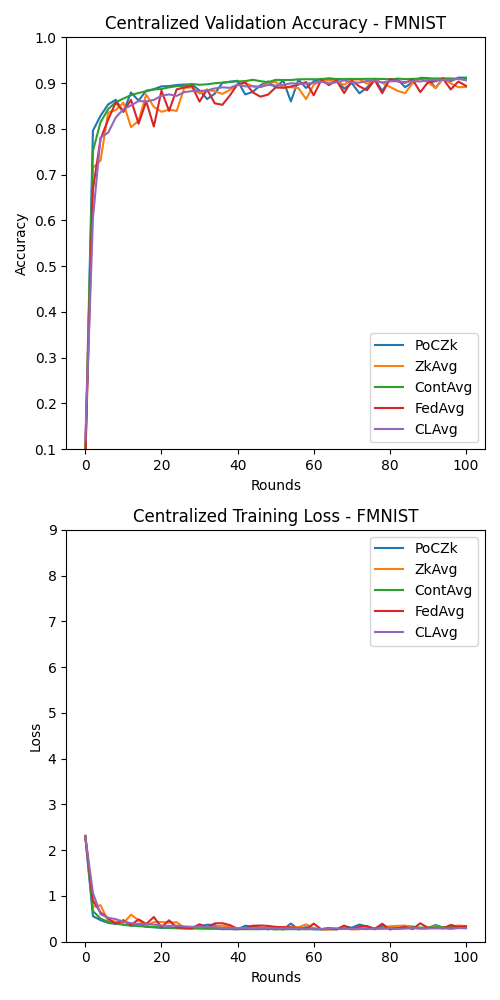 Centralized Validation Accuracy - FMNIST
1.0
0.9
0.8
0.7
0.6
0.5
0.4
0.3
0.2
0.1
Accuracy
PoCZk
ZkAvg
ContAvg
FedAvg
CLAvg
0 20 40 60 80 100
Rounds
Centralized Training Loss - FMNIST
9
8
7
6
5
4
3
2
1
0
Loss
PoCZk
ZkAvg
ContAvg
FedAvg
CLAvg
0 20 40 60 80 100
Rounds